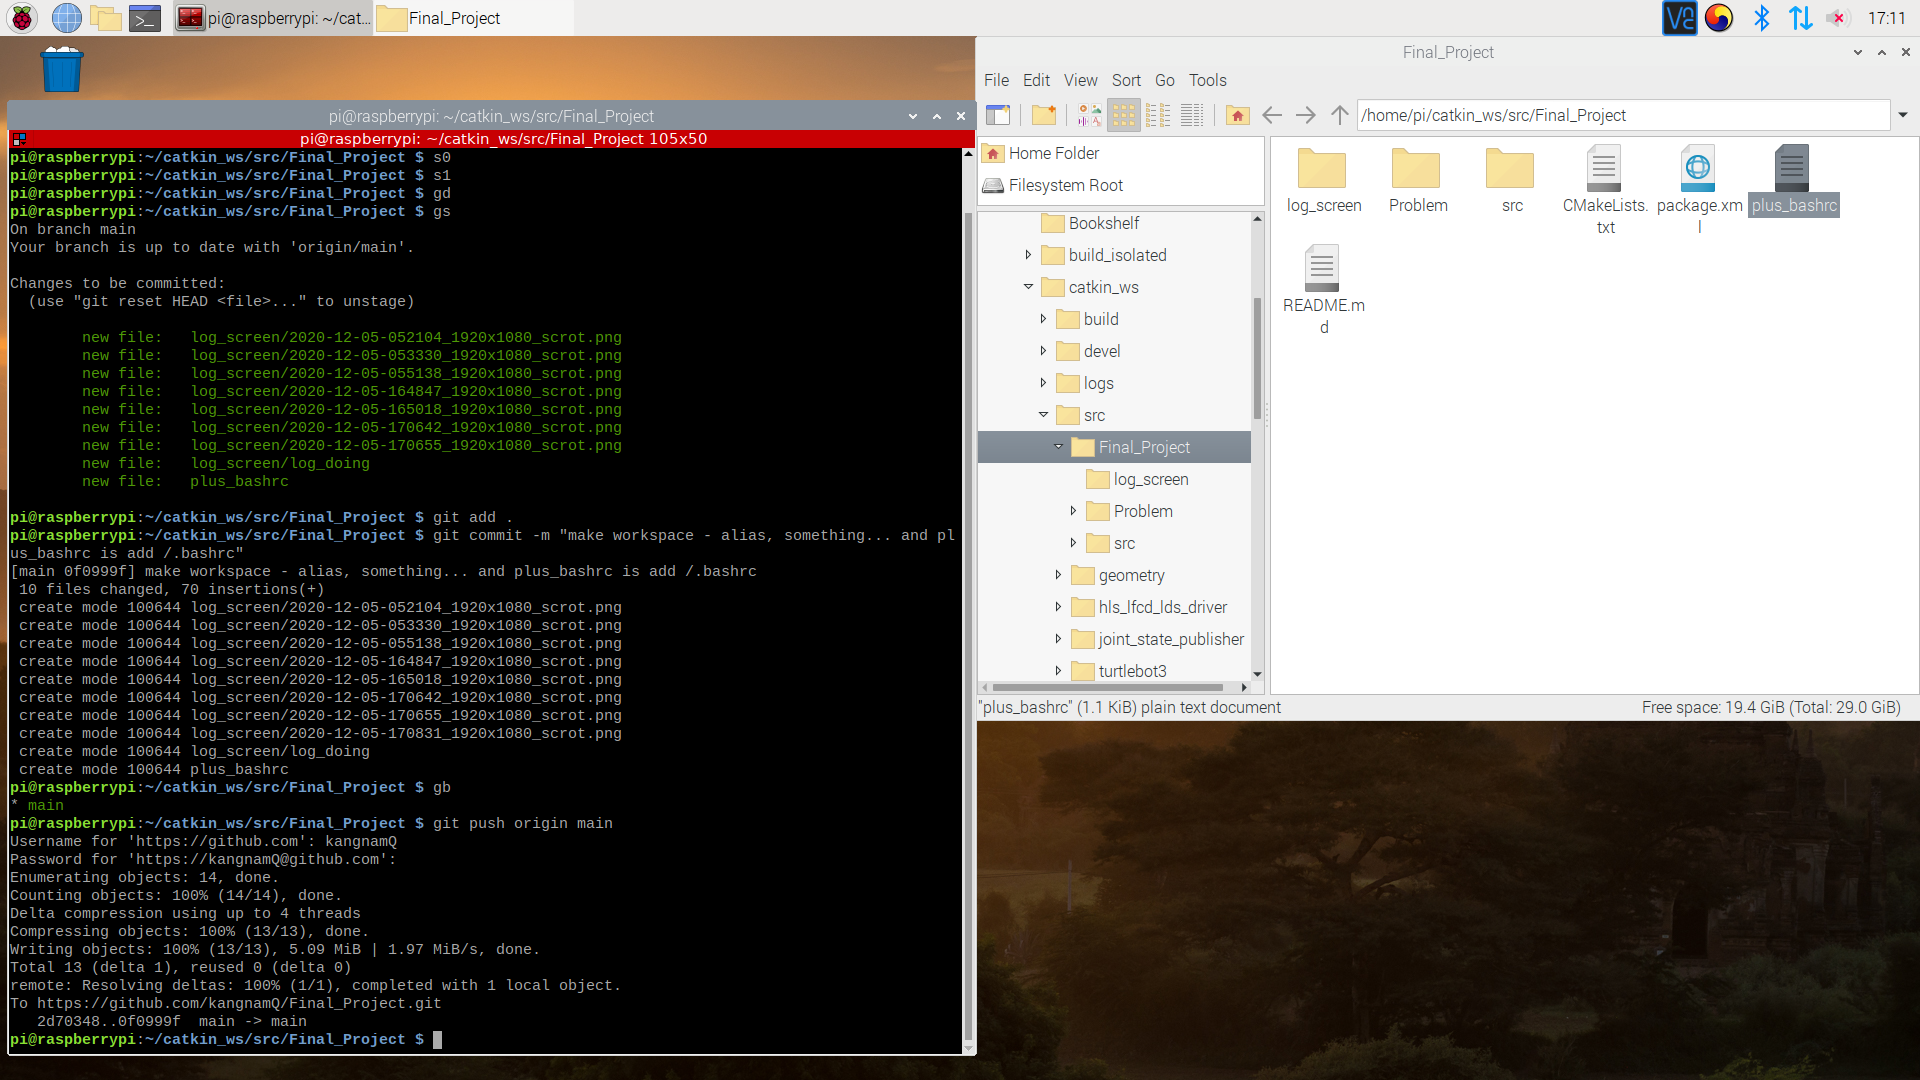 pi@raspberrypi: ~/cat...
Final_Project
17:11
pi@raspberrypi: ~/catkin_ws/src/Final_Project
pi@raspberrypi: ~/catkin_ws/src/Final_Project 105x50
pi@raspberrypi:~/catkin_ws/src/Final_Project $ s0
pi@raspberrypi:~/catkin_ws/src/Final_Project $ s1
pi@raspberrypi:~/catkin_ws/src/Final_Project $ gd
pi@raspberrypi:~/catkin_ws/src/Final_Project $ gs
On branch main
Your branch is up to date with 'origin/main'.
Changes to be committed:
(use "git reset HEAD <file>..." to unstage)
new file:   log_screen/2020-12-05-052104_1920x1080_scrot.png
new file:   log_screen/2020-12-05-053330_1920x1080_scrot.png
new file:   log_screen/2020-12-05-055138_1920x1080_scrot.png
new file:   log_screen/2020-12-05-164847_1920x1080_scrot.png
new file:   log_screen/2020-12-05-165018_1920x1080_scrot.png
new file:   log_screen/2020-12-05-170642_1920x1080_scrot.png
new file:   log_screen/2020-12-05-170655_1920x1080_scrot.png
new file:   log_screen/log_doing
new file:   plus_bashrc
pi@raspberrypi:~/catkin_ws/src/Final_Project $ git add .
pi@raspberrypi:~/catkin_ws/src/Final_Project $ git commit -m "make workspace - alias, something... and pl
us_bashrc is add /.bashrc"
[main 0f0999f] make workspace - alias, something... and plus_bashrc is add /.bashrc
10 files changed, 70 insertions(+)
create mode 100644 log_screen/2020-12-05-052104_1920x1080_scrot.png
create mode 100644 log_screen/2020-12-05-053330_1920x1080_scrot.png
create mode 100644 log_screen/2020-12-05-055138_1920x1080_scrot.png
create mode 100644 log_screen/2020-12-05-164847_1920x1080_scrot.png
create mode 100644 log_screen/2020-12-05-165018_1920x1080_scrot.png
create mode 100644 log_screen/2020-12-05-170642_1920x1080_scrot.png
create mode 100644 log_screen/2020-12-05-170655_1920x1080_scrot.png
create mode 100644 log_screen/2020-12-05-170831_1920x1080_scrot.png
create mode 100644 log_screen/log_doing
create mode 100644 plus_bashrc
pi@raspberrypi:~/catkin_ws/src/Final_Project $ gb
* main
pi@raspberrypi:~/catkin_ws/src/Final_Project $ git push origin main
Username for 'https://github.com': kangnamQ
Password for 'https://kangnamQ@github.com':
Enumerating objects: 14, done.
Counting objects: 100% (14/14), done.
Delta compression using up to 4 threads
Compressing objects: 100% (13/13), done.
Writing objects: 100% (13/13), 5.09 MiB | 1.97 MiB/s, done.
Total 13 (delta 1), reused 0 (delta 0)
remote: Resolving deltas: 100% (1/1), completed with 1 local object.
To https://github.com/kangnamQ/Final_Project.git
2d70348..0f0999f  main -> main
pi@raspberrypi:~/catkin_ws/src/Final_Project $
Final_Project
File Edit View Sort Go Tools
/home/pi/catkin_ws/src/Final_Project
Home Folder
Filesystem Root
Bookshelf
build_isolated
catkin_ws
build
devel
logs
src
Final_Project
log_screen
Problem
src
geometry
hls_lfcd_lds_driver
joint_state_publisher
turtlebot3
log_screen
Problem
src
CMakeLists.
txt
package.xm
l
plus_bashrc
README.m
d
"plus_bashrc" (1.1 KiB) plain text document
Free space: 19.4 GiB (Total: 29.0 GiB)